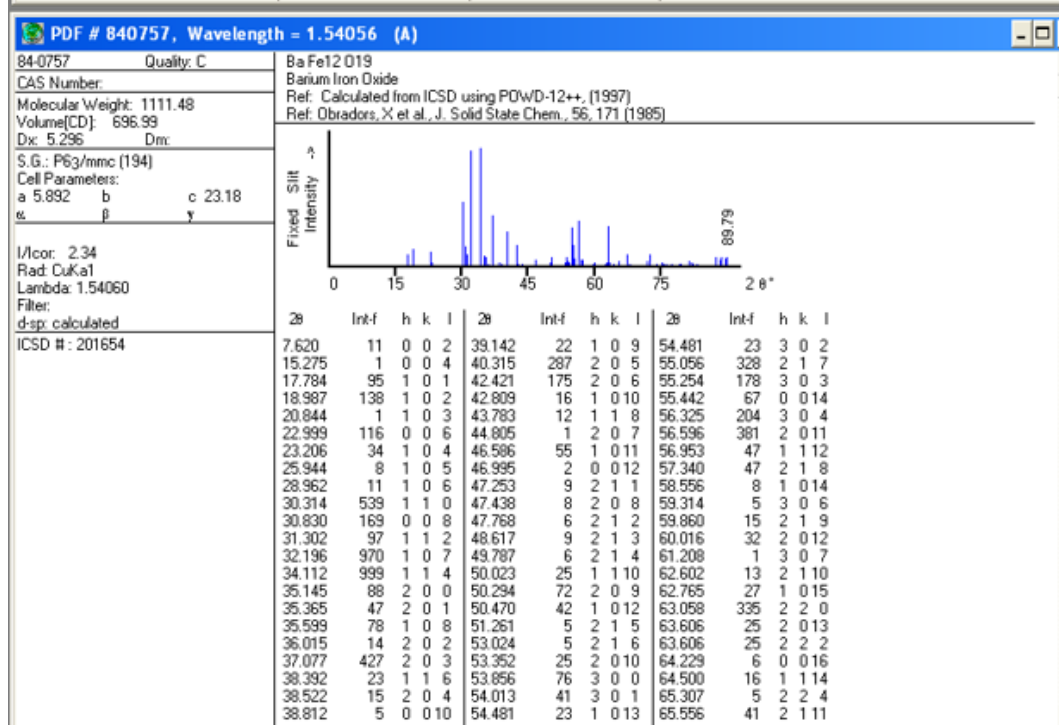 PDF # 840757, Wavelength = 1.54056 (A)
84-0757 Quality: C
CAS Number:
Molecular Weight: 1111.48
Volume[CD]: 696.99
Dx: 5.296 Dm:
S.G.: P63/mmc (194)
Cell Parameters:
a 5.892 b c 23.18
α β γ
I/Icor: 2.34
Rad: CuKa1
Lambda: 1.54060
Filter:
d-sp: calculated
ICSD # : 201654
Ba Fe12 O19
Barium Iron Oxide
Ref: Calculated from ICSD using POWD-12++, (1997)
Ref: Obradors, X et al., J. Solid State Chem., 56, 171 (1985)
Fixed Slit
Intensity ->
89.79
0 15 30 45 60 75 2 θ°
2θ Int-f h k l 2θ Int-f h k l 2θ Int-f h k l
7.620 11 0 0 2 39.142 22 1 0 9 54.481 23 3 0 2
15.275 1 0 0 4 40.315 287 2 0 5 55.056 328 2 1 7
17.784 95 1 0 1 42.421 175 2 0 6 55.254 178 3 0 3
18.987 138 1 0 2 42.809 16 1 0 10 55.442 67 0 0 14
20.844 1 1 0 3 43.783 12 1 1 8 56.325 204 3 0 4
22.999 116 0 0 6 44.805 1 2 0 7 56.596 381 2 0 11
23.206 34 1 0 4 46.586 55 1 0 11 56.953 47 1 1 12
25.944 8 1 0 5 46.995 2 0 0 12 57.340 47 2 1 8
28.962 11 1 0 6 47.253 9 2 1 1 58.556 8 1 0 14
30.314 539 1 1 0 47.438 8 2 0 8 59.314 5 3 0 6
30.830 169 0 0 8 47.768 6 2 1 2 59.860 15 2 1 9
31.302 97 1 1 2 48.617 9 2 1 3 60.016 32 2 0 12
32.196 970 1 0 7 49.787 6 2 1 4 61.208 1 3 0 7
34.112 999 1 1 4 50.023 25 1 1 10 62.602 13 2 1 10
35.145 88 2 0 0 50.294 72 2 0 9 62.765 27 1 0 15
35.365 47 2 0 1 50.470 42 1 0 12 63.058 335 2 2 0
35.599 78 1 0 8 51.261 5 2 1 5 63.606 25 2 0 13
36.015 14 2 0 2 53.024 5 2 1 6 63.606 25 2 2 2
37.077 427 2 0 3 53.352 25 2 0 10 64.229 6 0 0 16
38.392 23 1 1 6 53.856 76 3 0 0 64.500 16 1 1 14
38.522 15 2 0 4 54.013 41 3 0 1 65.307 5 2 2 4
38.812 5 0 0 10 54.481 23 1 0 13 65.556 41 2 1 11